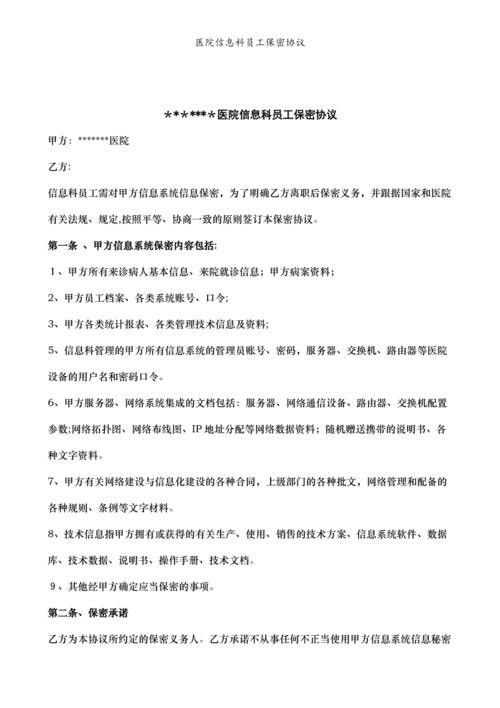 医院信息科员工保密协议
*******医院信息科员工保密协议
甲方：*******医院
乙方:
信息科员工需对甲方信息系统信息保密，为了明确乙方离职后保密义务，并跟据国家和医院
有关法规、规定,按照平等、协商一致的原则签订本保密协议。
第一条 、甲方信息系统保密内容包括:
１、甲方所有来诊病人基本信息、来院就诊信息；甲方病案资料；
2、甲方员工档案、各类系统账号、口令;
3、甲方各类统计报表、各类管理技术信息及资料;
5、信息科管理的甲方所有信息系统的管理员账号、密码，服务器、交换机、路由器等医院
设备的用户名和密码口令。
6、甲方服务器、网络系统集成的文档包括：服务器、网络通信设备、路由器、交换机配置
参数;网络拓扑图、网络布线图、IP 地址分配等网络数据资料；随机赠送携带的说明书、各
种文字资料。
7、甲方有关网络建设与信息化建设的各种合同，上级部门的各种批文，网络管理和配备的
各种规则、条例等文字材料。
8、技术信息指甲方拥有或获得的有关生产、使用、销售的技术方案、信息系统软件、数据
库、技术数据、说明书、操作手册、技术文档。
９、其他经甲方确定应当保密的事项。
第二条、保密承诺
乙方为本协议所约定的保密义务人。乙方承诺不从事任何不正当使用甲方信息系统信息秘密